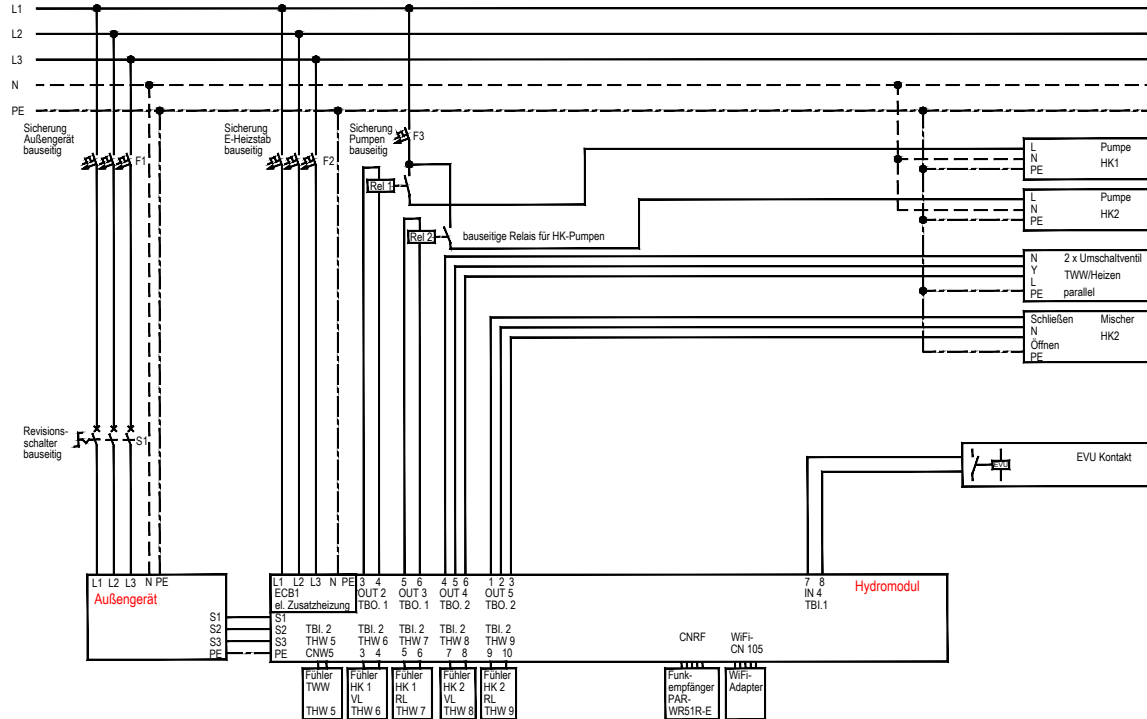 L1
L2
L3
N
PE
Sicherung
Außengerät
bauseitig
F1
Sicherung
E-Heizstab
bauseitig
F2
Sicherung
Pumpen
bauseitig
F3
Rel 1
Rel 2
bauseitige Relais für HK-Pumpen
L Pumpe
N HK1
PE
L Pumpe
N HK2
PE
N 2 x Umschaltventil
Y TWW/Heizen
L
PE parallel
Schließen Mischer
N HK2
Öffnen
PE
Revisions-
schalter
bauseitig
S1
EVU
EVU Kontakt
L1 L2 L3 N PE
Außengerät
S1
S2
S3
PE
L1 L2 L3 N PE
ECB1
el. Zusatzheizung
S1
S2
S3
PE
3 4
OUT 2
TBO. 1
5 6
OUT 3
TBO. 1
4 5 6
OUT 4
TBO. 2
1 2 3
OUT 5
TBO. 2
7 8
IN 4
TBI.1
Hydromodul
TBI. 2
THW 5
CNW5
TBI. 2
THW 6
3 4
TBI. 2
THW 7
5 6
TBI. 2
THW 8
7 8
TBI. 2
THW 9
9 10
CNRF
WiFi-
CN 105
Fühler
TWW
THW 5
Fühler
HK 1
VL
THW 6
Fühler
HK 1
RL
THW 7
Fühler
HK 2
VL
THW 8
Fühler
HK 2
RL
THW 9
Funk-
empfänger
PAR-
WR51R-E
WiFi-
Adapter